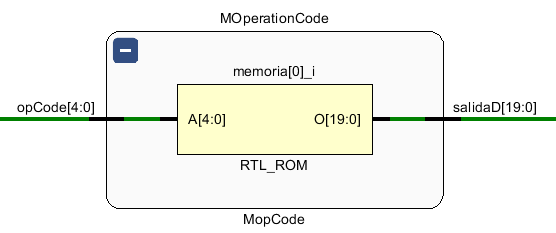 MOperationCode
memoria[0]_i
opCode[4:0]
A[4:0]
O[19:0]
salidaD[19:0]
RTL_ROM
MopCode